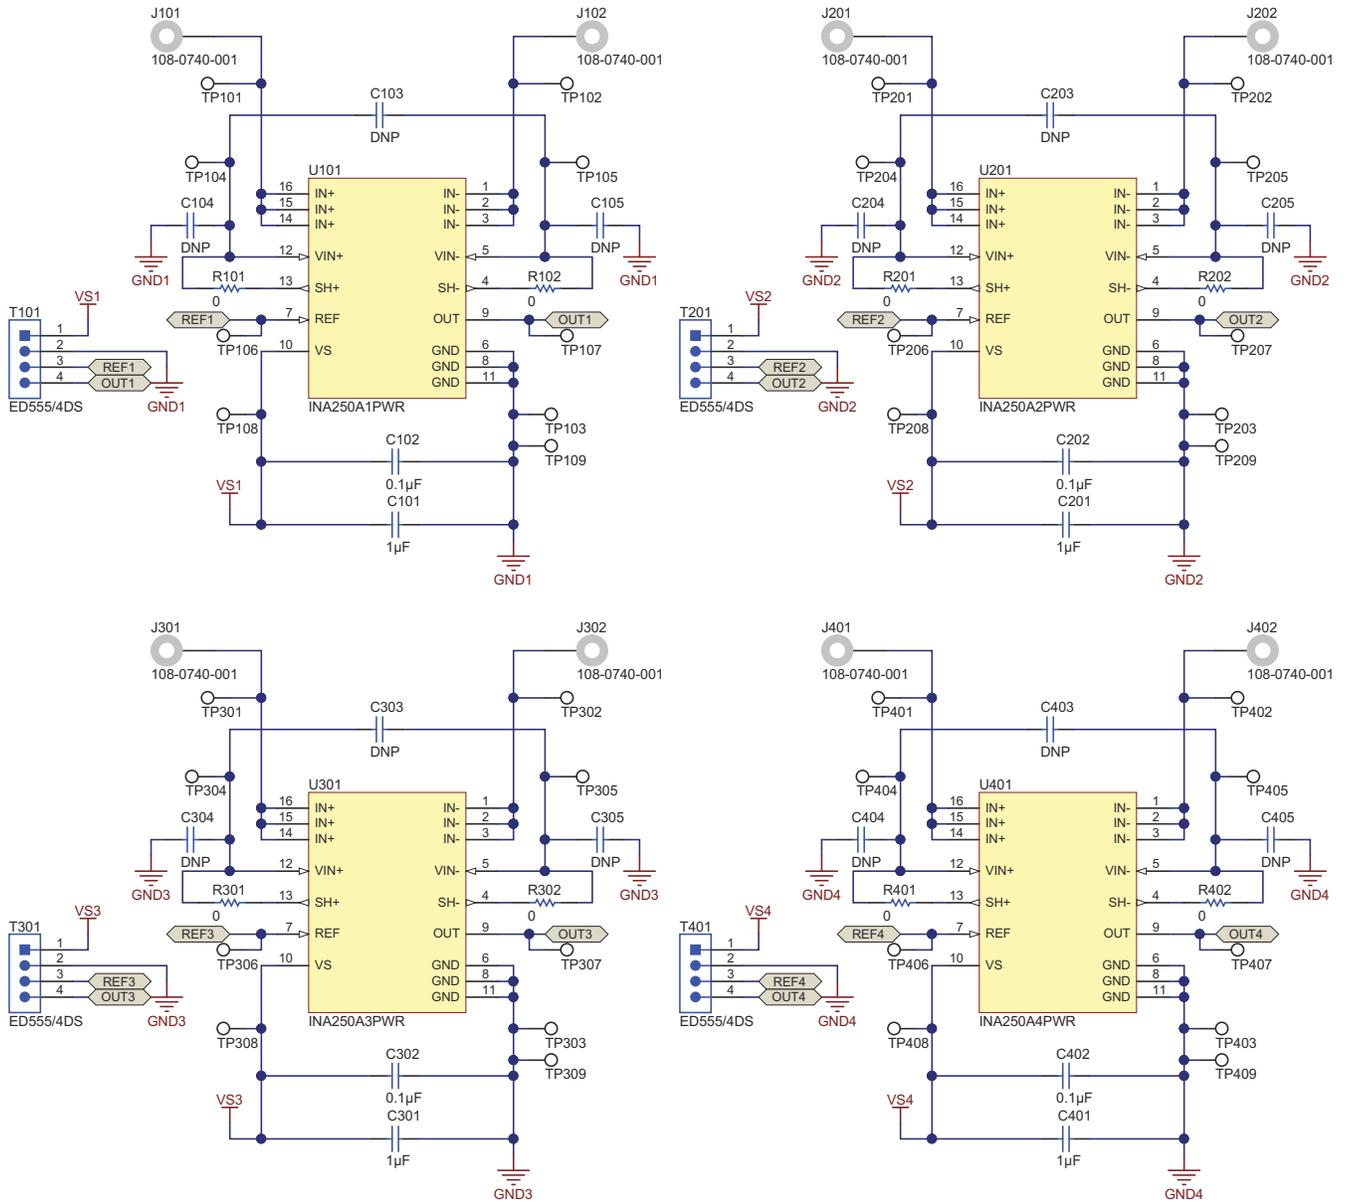 J101
108-0740-001
TP101
J102
108-0740-001
TP102
C103
DNP
TP104
TP105
U101
C104
DNP
GND1
C105
DNP
GND1
16 IN+
15 IN+
14 IN+
12 VIN+
13 SH+
7 REF
10 VS
IN- 1
IN- 2
IN- 3
VIN- 5
SH- 4
OUT 9
GND 6
GND 8
GND 11
R101
0
R102
0
REF1
TP106
OUT1
TP107
INA250A1PWR
T101
VS1
1
2
3 REF1
4 OUT1
GND1
ED555/4DS
TP108
TP103
TP109
C102
0.1µF
VS1
C101
1µF
GND1
J201
108-0740-001
TP201
J202
108-0740-001
TP202
C203
DNP
TP204
TP205
U201
C204
DNP
GND2
C205
DNP
GND2
16 IN+
15 IN+
14 IN+
12 VIN+
13 SH+
7 REF
10 VS
IN- 1
IN- 2
IN- 3
VIN- 5
SH- 4
OUT 9
GND 6
GND 8
GND 11
R201
0
R202
0
REF2
TP206
OUT2
TP207
INA250A2PWR
T201
VS2
1
2
3 REF2
4 OUT2
GND2
ED555/4DS
TP208
TP203
TP209
C202
0.1µF
VS2
C201
1µF
GND2
J301
108-0740-001
TP301
J302
108-0740-001
TP302
C303
DNP
TP304
TP305
U301
C304
DNP
GND3
C305
DNP
GND3
16 IN+
15 IN+
14 IN+
12 VIN+
13 SH+
7 REF
10 VS
IN- 1
IN- 2
IN- 3
VIN- 5
SH- 4
OUT 9
GND 6
GND 8
GND 11
R301
0
R302
0
REF3
TP306
OUT3
TP307
INA250A3PWR
T301
VS3
1
2
3 REF3
4 OUT3
GND3
ED555/4DS
TP308
TP303
TP309
C302
0.1µF
VS3
C301
1µF
GND3
J401
108-0740-001
TP401
J402
108-0740-001
TP402
C403
DNP
TP404
TP405
U401
C404
DNP
GND4
C405
DNP
GND4
16 IN+
15 IN+
14 IN+
12 VIN+
13 SH+
7 REF
10 VS
IN- 1
IN- 2
IN- 3
VIN- 5
SH- 4
OUT 9
GND 6
GND 8
GND 11
R401
0
R402
0
REF4
TP406
OUT4
TP407
INA250A4PWR
T401
VS4
1
2
3 REF4
4 OUT4
GND4
ED555/4DS
TP408
TP403
TP409
C402
0.1µF
VS4
C401
1µF
GND4